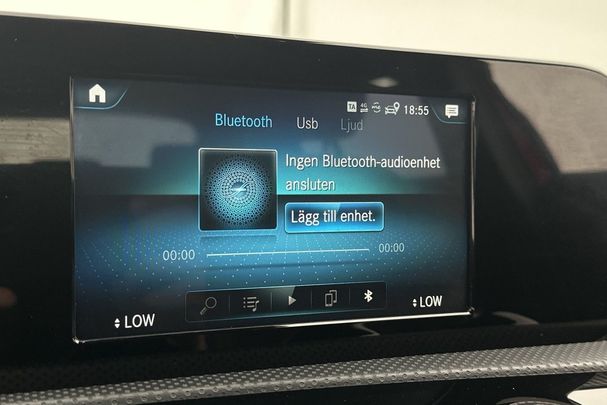 TA 4G 18:55
Bluetooth Usb Ljud
Ingen Bluetooth-audioenhet
ansluten
Lägg till enhet.
00:00 00:00
LOW LOW